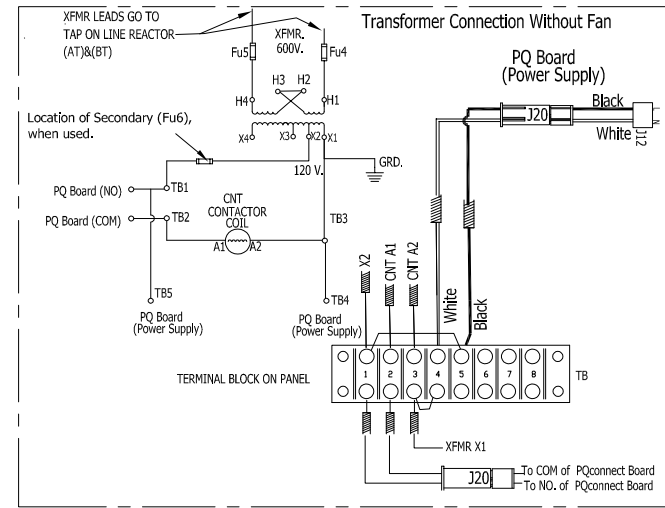 Transformer Connection Without Fan
XFMR LEADS GO TO
TAP ON LINE REACTOR
(AT)&(BT)
XFMR.
600V.
Fu5
Fu4
H3
H2
H4
H1
Location of Secondary (Fu6),
when used.
X4
X3
X2
X1
GRD.
120 V.
PQ Board (NO)
TB1
CNT
CONTACTOR
COIL
PQ Board (COM)
TB2
A1
A2
TB3
TB5
PQ Board
(Power Supply)
TB4
PQ Board
(Power Supply)
PQ Board
(Power Supply)
J20
Black
White
L
N
J12
X2
CNT A1
CNT A2
White
Black
TERMINAL BLOCK ON PANEL
1
2
3
4
5
6
7
8
TB
XFMR X1
J20
To COM of PQconnect Board
To NO. of PQconnect Board